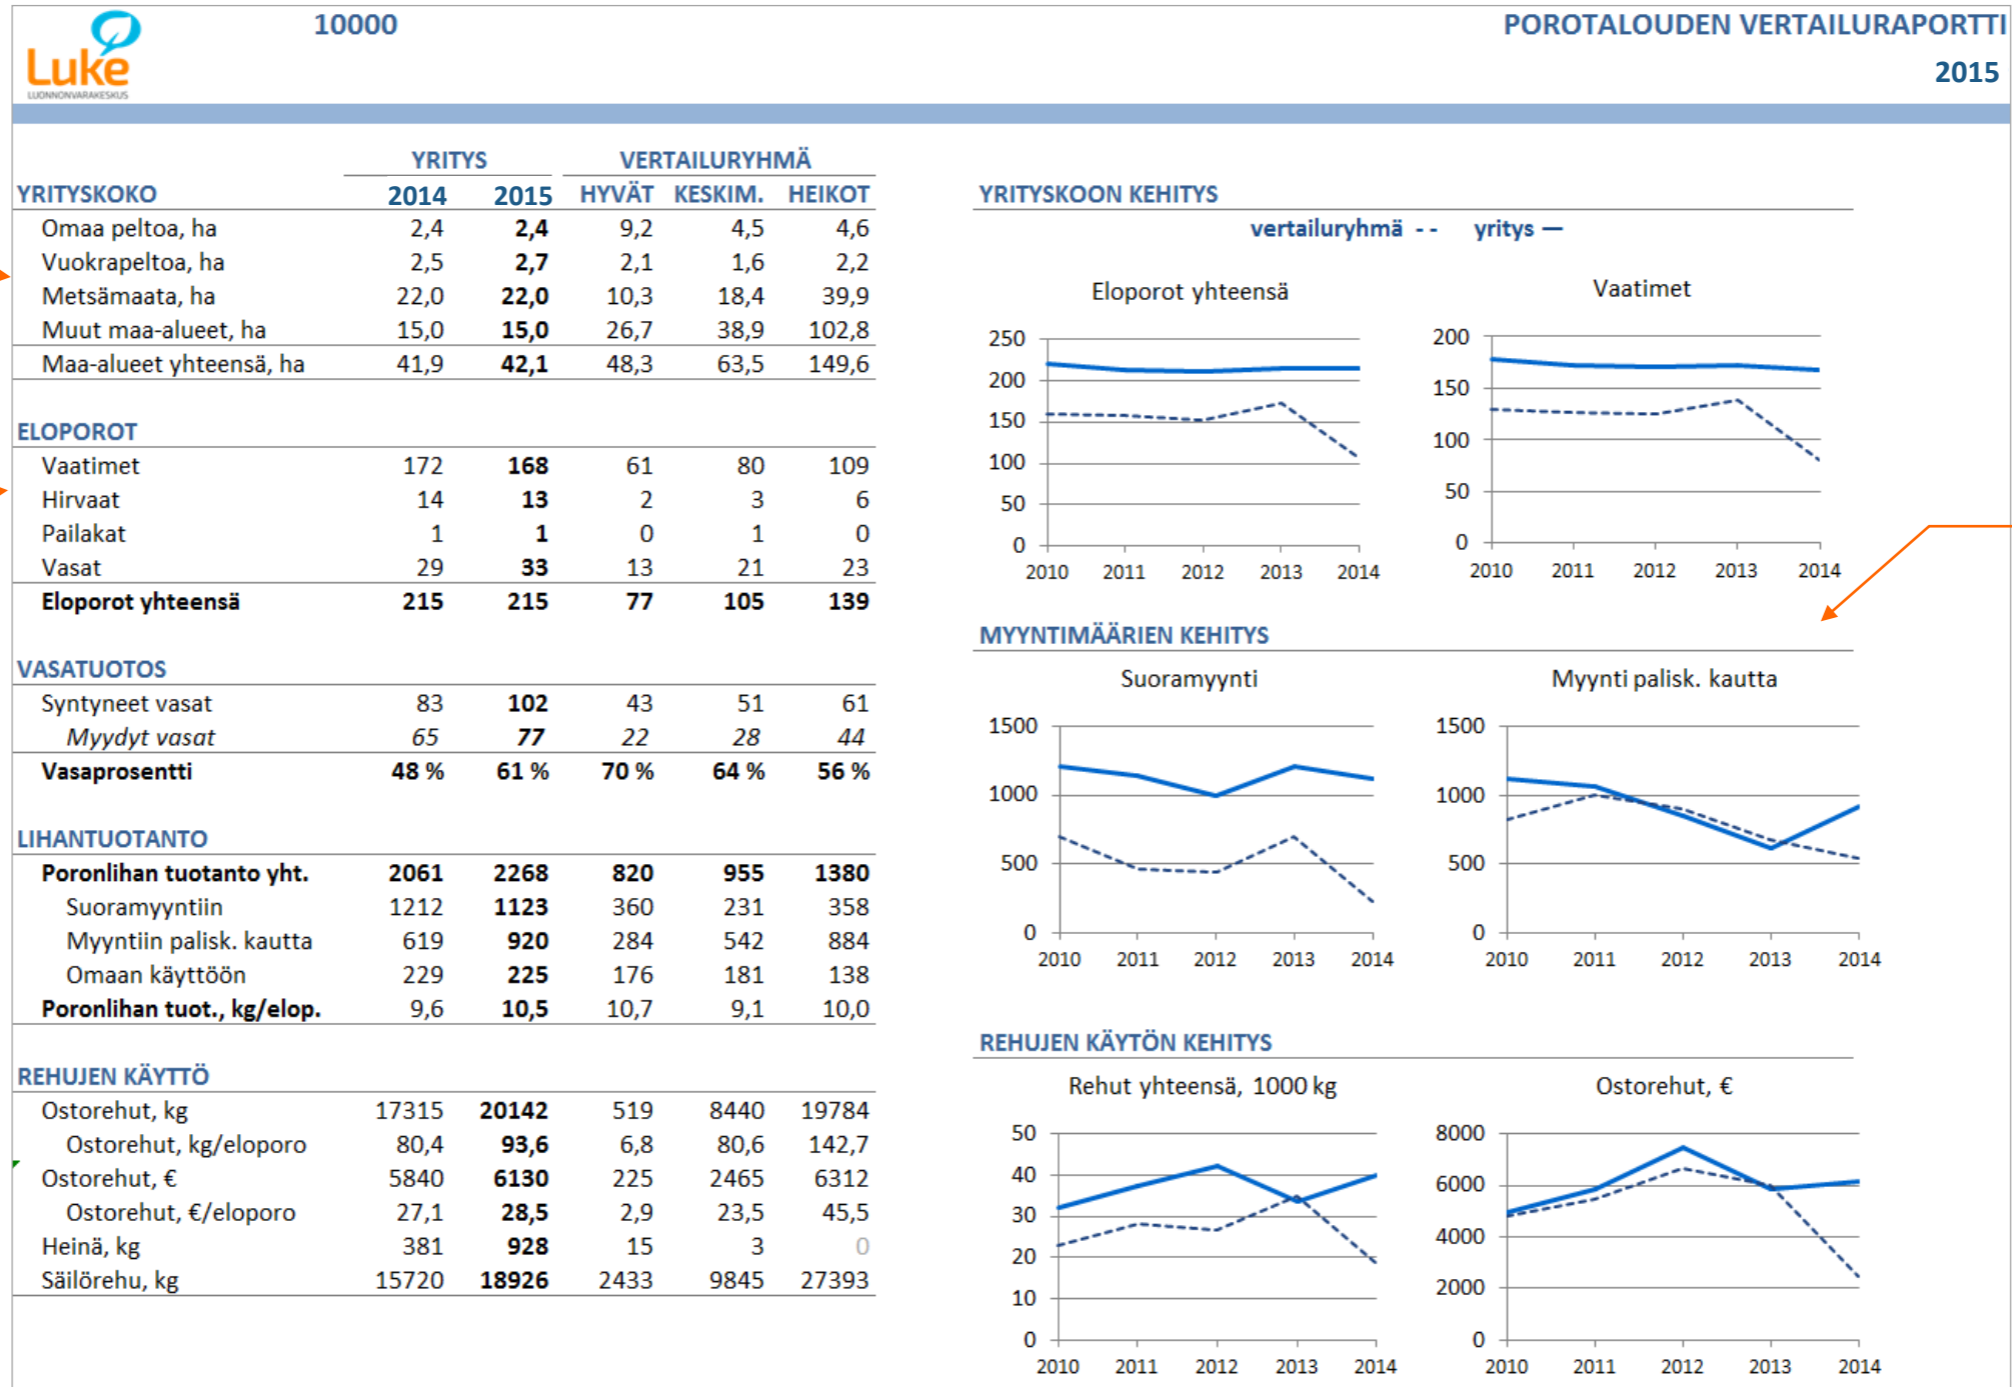 Luke
LUONNONVARAKESKUS
10000
POROTALOUDEN VERTAILURAPORTTI
2015
YRITYS VERTAILURYHMÄ
YRITYSKOKO 2014 2015 HYVÄT KESKIM. HEIKOT
Omaa peltoa, ha 2,4 2,4 9,2 4,5 4,6
Vuokrapeltoa, ha 2,5 2,7 2,1 1,6 2,2
Metsämaata, ha 22,0 22,0 10,3 18,4 39,9
Muut maa-alueet, ha 15,0 15,0 26,7 38,9 102,8
Maa-alueet yhteensä, ha 41,9 42,1 48,3 63,5 149,6
ELOPOROT
Vaatimet 172 168 61 80 109
Hirvaat 14 13 2 3 6
Pailakat 1 1 0 1 0
Vasat 29 33 13 21 23
Eloporot yhteensä 215 215 77 105 139
VASATUOTOS
Syntyneet vasat 83 102 43 51 61
Myydyt vasat 65 77 22 28 44
Vasaprosentti 48 % 61 % 70 % 64 % 56 %
LIHANTUOTANTO
Poronlihan tuotanto yht. 2061 2268 820 955 1380
Suoramyyntiin 1212 1123 360 231 358
Myyntiin palisk. kautta 619 920 284 542 884
Omaan käyttöön 229 225 176 181 138
Poronlihan tuot., kg/elop. 9,6 10,5 10,7 9,1 10,0
REHUJEN KÄYTTÖ
Ostorehut, kg 17315 20142 519 8440 19784
Ostorehut, kg/eloporo 80,4 93,6 6,8 80,6 142,7
Ostorehut, € 5840 6130 225 2465 6312
Ostorehut, €/eloporo 27,1 28,5 2,9 23,5 45,5
Heinä, kg 381 928 15 3 0
Säilörehu, kg 15720 18926 2433 9845 27393
YRITYSKOON KEHITYS
vertailuryhmä - - yritys —
Eloporot yhteensä
250
200
150
100
50
0
2010 2011 2012 2013 2014
Vaatimet
200
150
100
50
0
2010 2011 2012 2013 2014
MYYNTIMÄÄRIEN KEHITYS
Suoramyynti
1500
1000
500
0
2010 2011 2012 2013 2014
Myynti palisk. kautta
1500
1000
500
0
2010 2011 2012 2013 2014
REHUJEN KÄYTÖN KEHITYS
Rehut yhteensä, 1000 kg
50
40
30
20
10
0
2010 2011 2012 2013 2014
Ostorehut, €
8000
6000
4000
2000
0
2010 2011 2012 2013 2014